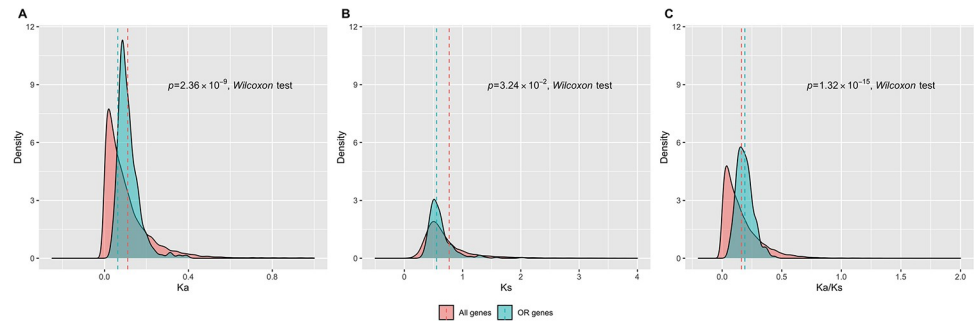 A
12
9
6
3
0
Density
p=2.36 × 10⁻⁹, Wilcoxon test
0.0 0.4 0.8
Ka
B
12
9
6
3
0
Density
p=3.24 × 10⁻², Wilcoxon test
0 1 2 3 4
Ks
C
12
9
6
3
0
Density
p=1.32 × 10⁻¹⁵, Wilcoxon test
0.0 0.5 1.0 1.5 2.0
Ka/Ks
All genes OR genes